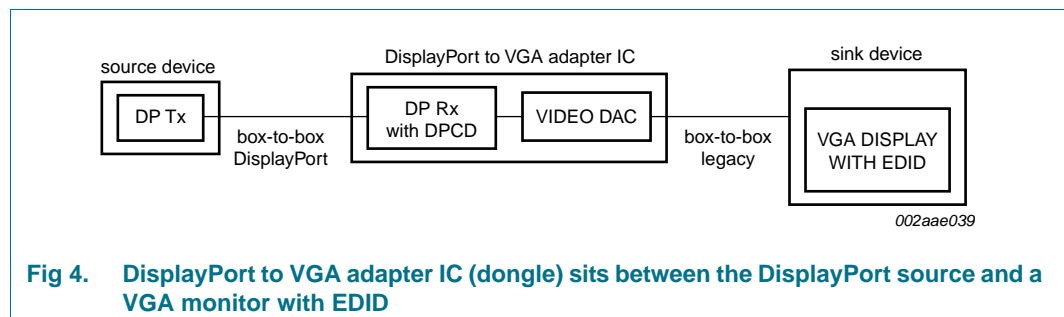 source device
DP Tx
box-to-box
DisplayPort
DisplayPort to VGA adapter IC
DP Rx
with DPCD
VIDEO DAC
box-to-box
legacy
sink device
VGA DISPLAY
WITH EDID
002aae039
Fig 4. DisplayPort to VGA adapter IC (dongle) sits between the DisplayPort source and a
VGA monitor with EDID